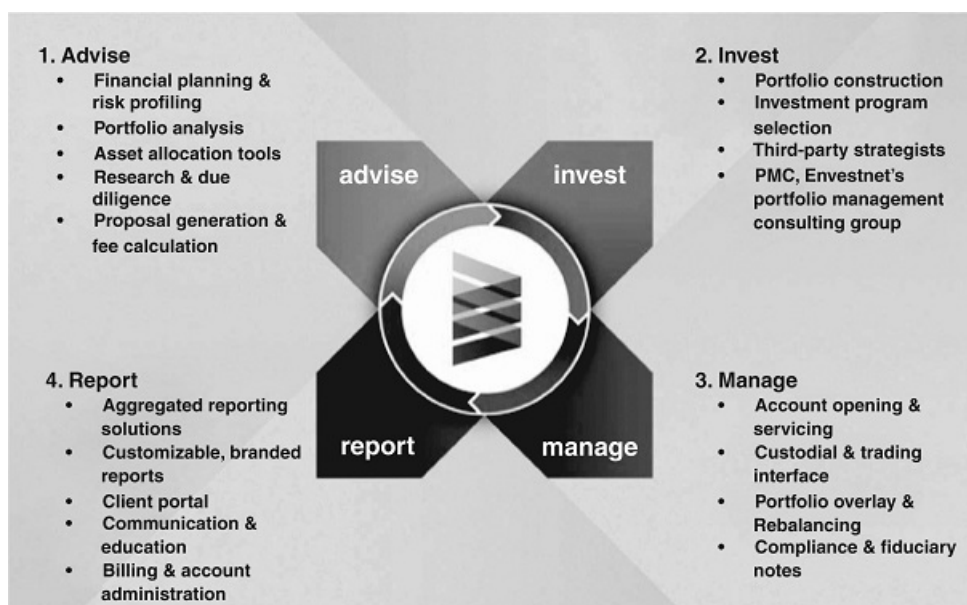 1. Advise
• Financial planning &
risk profiling
• Portfolio analysis
• Asset allocation tools
• Research & due
diligence
• Proposal generation &
fee calculation
2. Invest
• Portfolio construction
• Investment program
selection
• Third-party strategists
• PMC, Envestnet's
portfolio management
consulting group
advise
invest
report
manage
4. Report
• Aggregated reporting
solutions
• Customizable, branded
reports
• Client portal
• Communication &
education
• Billing & account
administration
3. Manage
• Account opening &
servicing
• Custodial & trading
interface
• Portfolio overlay &
Rebalancing
• Compliance & fiduciary
notes